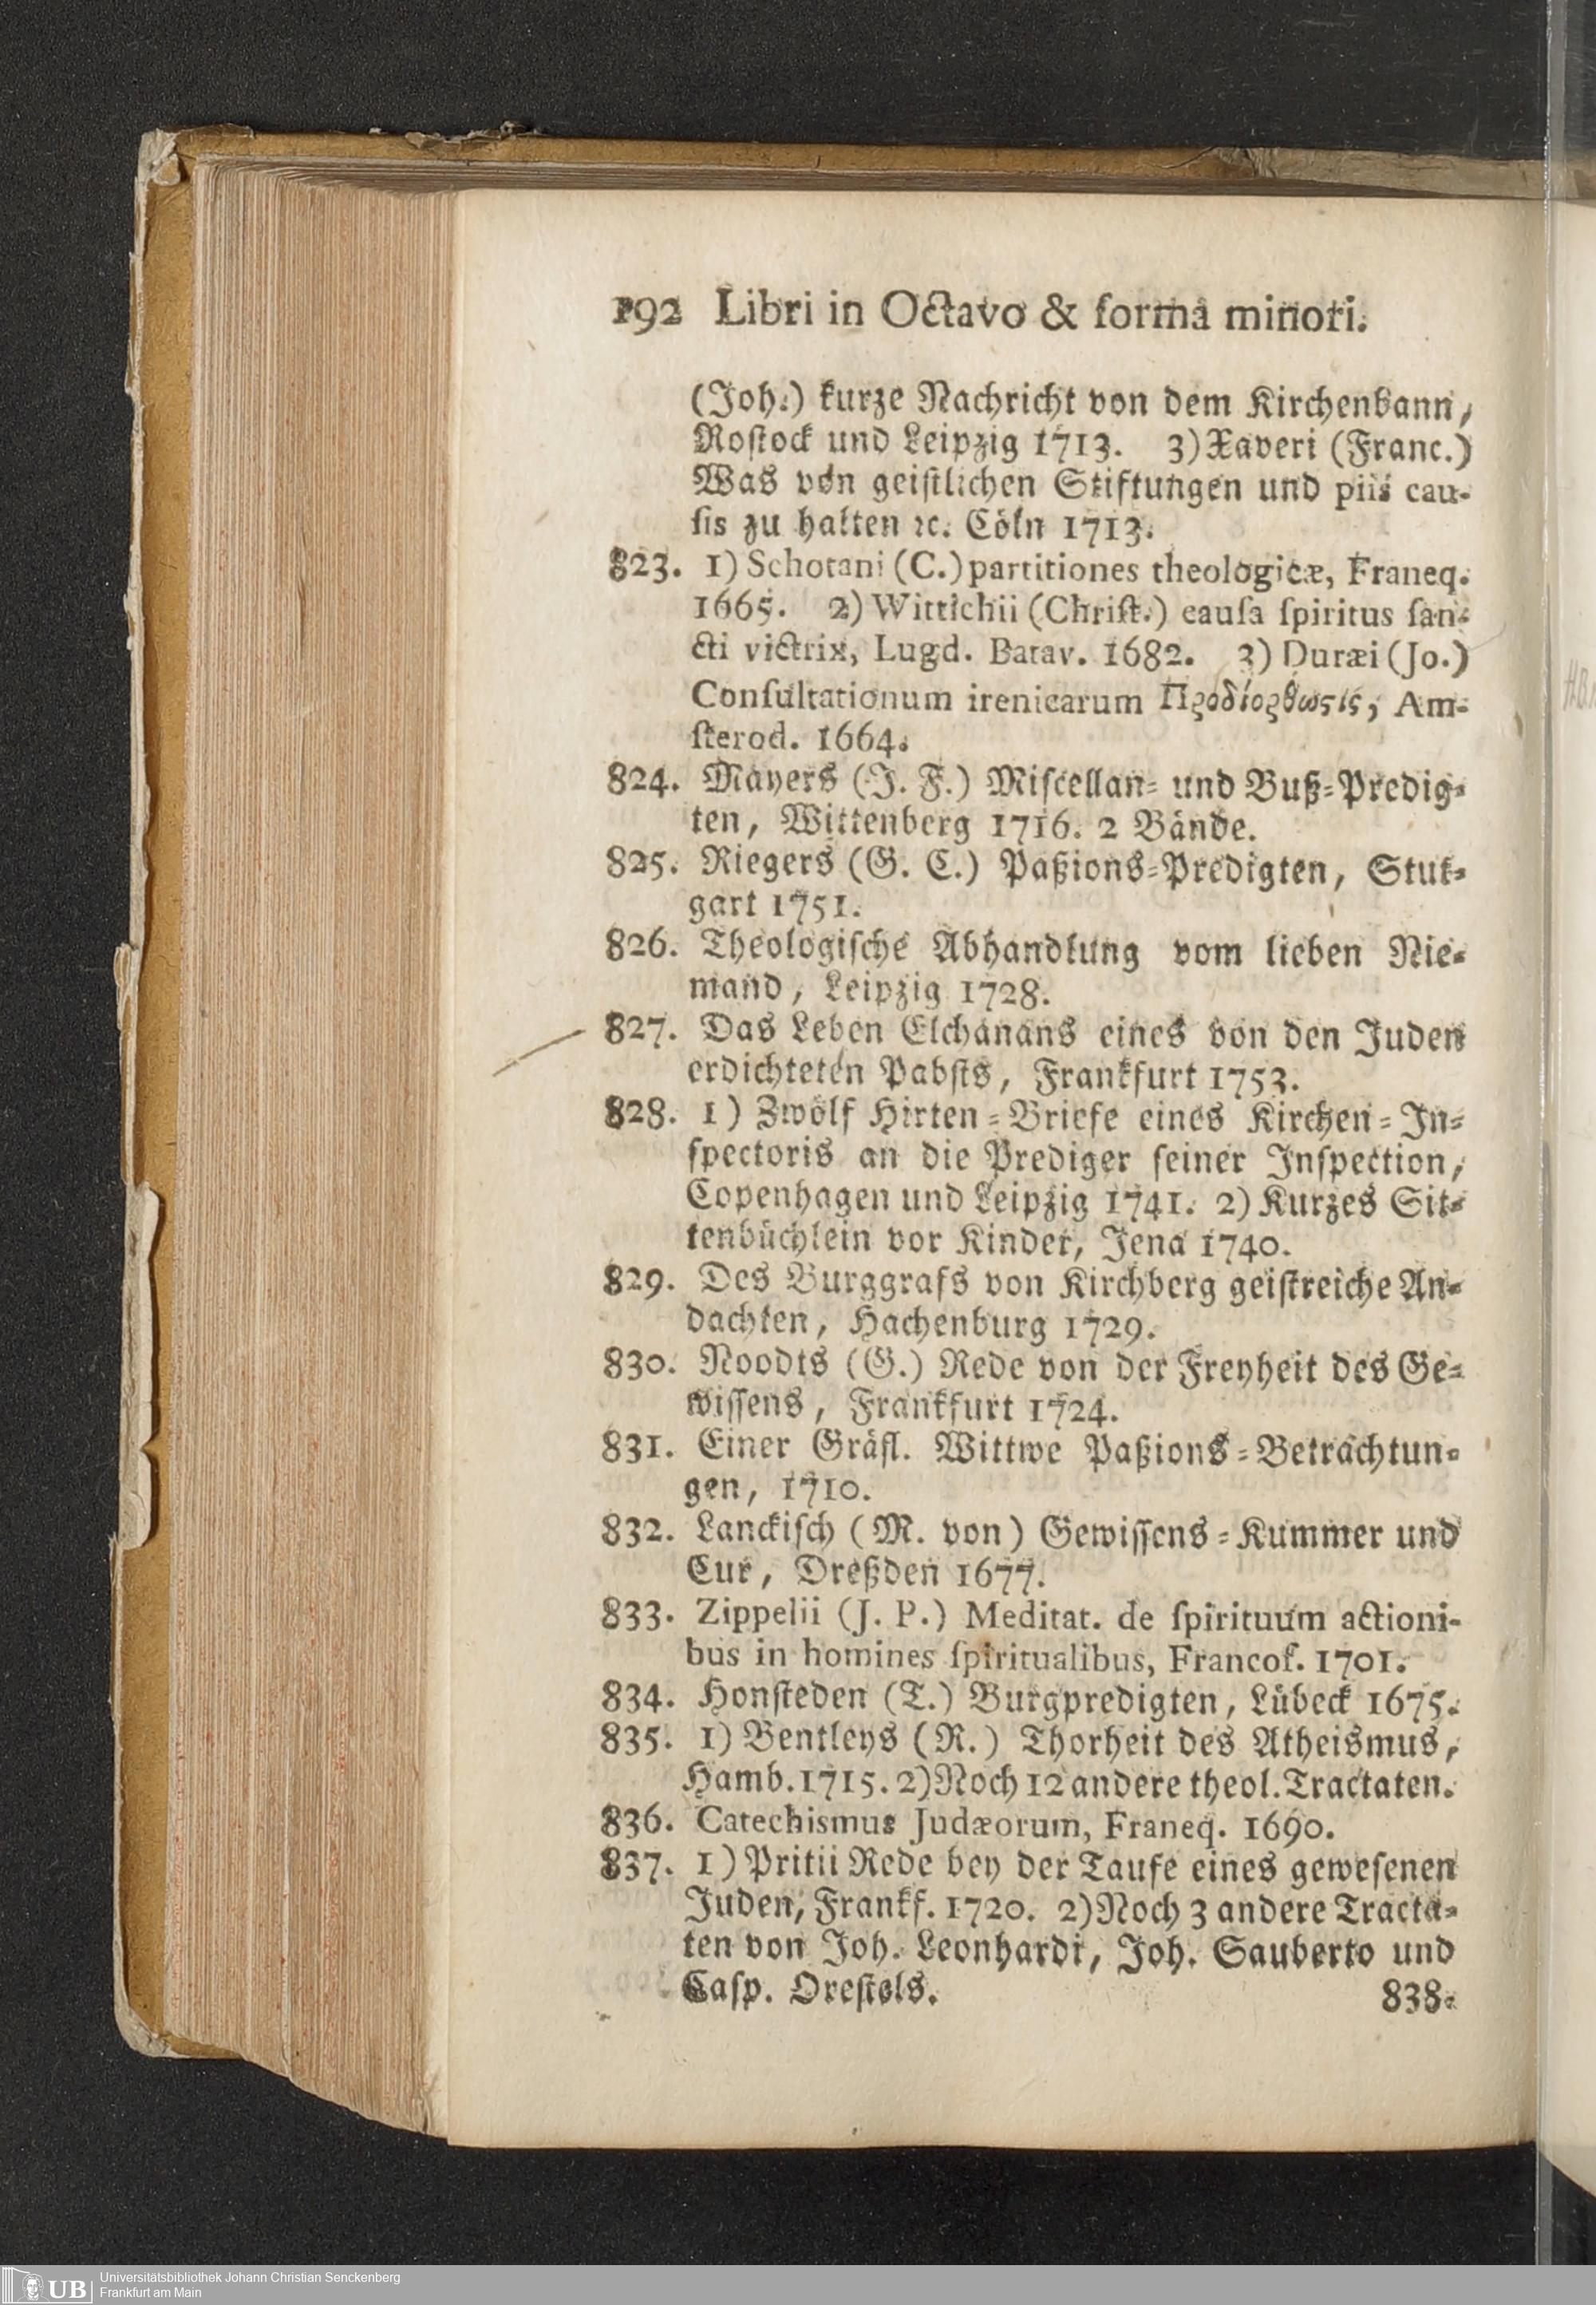 192 Libri in Octavo & forma minori.
(Joh.) kurze Nachricht von dem Kirchenbann,
Roſtock und Leipzig 1713. 3) Xaveri (Franc.)
Was von geiſtlichen Stiftungen und piis cau-
ſis zu halten ꝛc. Cöln 1713.
823. 1) Schotani (C.) partitiones theologicæ, Franeq.
1665. 2) Wittichii (Chriſt.) cauſa ſpiritus ſan-
cti victrix, Lugd. Batav. 1682. 3) Duræi (Jo.)
Conſultationum irenicarum Προδίορθωσις, Am-
ſterod. 1664.
824. Mayers (J. F.) Miſcellan- und Buß-Predig-
ten, Wittenberg 1716. 2 Bände.
825. Riegers (G. C.) Paßions-Predigten, Stut-
gart 1751.
826. Theologiſche Abhandlung vom lieben Nie-
mand, Leipzig 1728.
827. Das Leben Elchanans eines von den Juden
erdichteten Pabſts, Frankfurt 1753.
828. 1) Zwölf Hirten-Briefe eines Kirchen-In-
ſpectoris an die Prediger ſeiner Inſpection,
Copenhagen und Leipzig 1741. 2) Kurzes Sit-
tenbüchlein vor Kinder, Jena 1740.
829. Des Burggrafs von Kirchberg geiſtreiche An-
dachten, Hachenburg 1729.
830. Noodts (G.) Rede von der Freyheit des Ge-
wiſſens, Frankfurt 1724.
831. Einer Gräfl. Wittwe Paßions-Betrachtun-
gen, 1710.
832. Lanckiſch (M. von) Gewiſſens-Kummer und
Cur, Dreßden 1677.
833. Zippelii (J. P.) Meditat. de ſpirituum actioni-
bus in homines ſpiritualibus, Francof. 1701.
834. Honſteden (T.) Burgpredigten, Lübeck 1675.
835. 1) Bentleys (R.) Thorheit des Atheismus,
Hamb. 1715. 2) Noch 12 andere theol. Tractaten.
836. Catechismus Judæorum, Franeq. 1690.
837. 1) Pritii Rede bey der Taufe eines geweſenen
Juden, Frankf. 1720. 2) Noch 3 andere Tracta-
ten von Joh. Leonhardi, Joh. Sauberto und
Caſp. Oreſtels.
838.
UB
Universitätsbibliothek Johann Christian Senckenberg
Frankfurt am Main